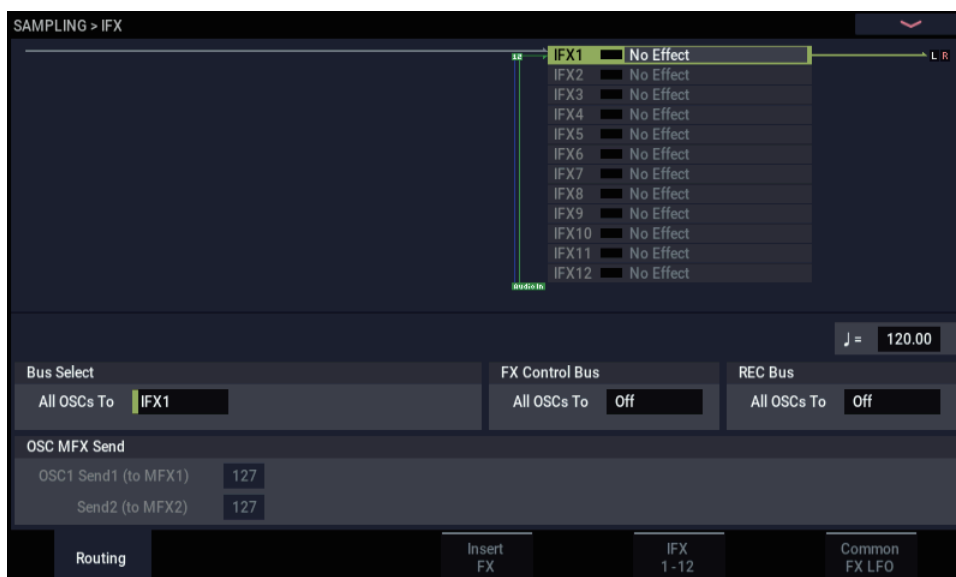 SAMPLING > IFX
12 IFX1 No Effect L R
IFX2 No Effect
IFX3 No Effect
IFX4 No Effect
IFX5 No Effect
IFX6 No Effect
IFX7 No Effect
IFX8 No Effect
IFX9 No Effect
IFX10 No Effect
IFX11 No Effect
IFX12 No Effect
Audio In
♩ = 120.00
Bus Select
All OSCs To IFX1
FX Control Bus
All OSCs To Off
REC Bus
All OSCs To Off
OSC MFX Send
OSC1 Send1 (to MFX1) 127
Send2 (to MFX2) 127
Routing
Insert
FX
IFX
1-12
Common
FX LFO